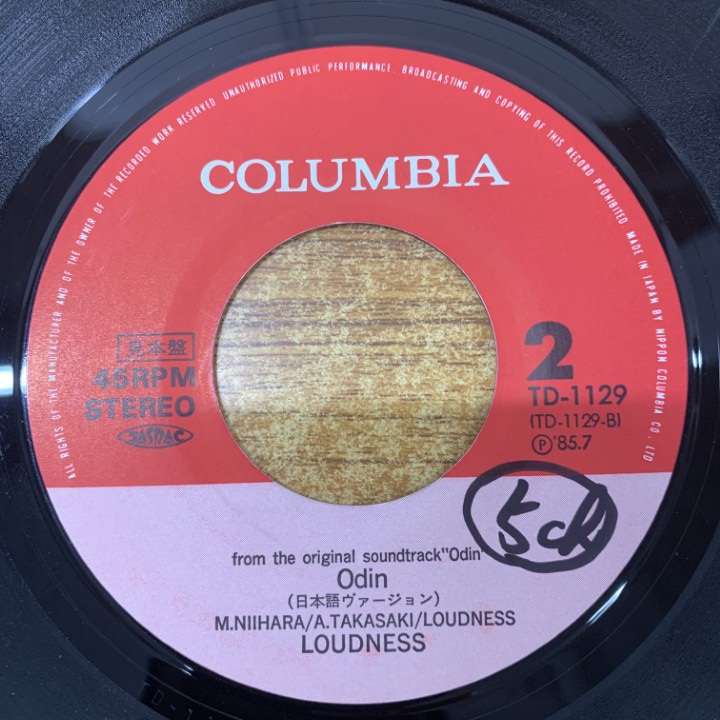 ALL RIGHTS OF THE MANUFACTURER AND OF THE OWNER OF THE RECORDED WORK RESERVED. UNAUTHORIZED PUBLIC PERFORMANCE, BROADCASTING AND COPYING OF THIS RECORD PROHIBITED MADE IN JAPAN BY NIPPON COLUMBIA CO., LTD
COLUMBIA
見本盤
45RPM
STEREO
JASRAC
2
TD-1129
(TD-1129-B)
Ⓟ'85.7
5ch
from the original soundtrack"Odin"
Odin
(日本語ヴァージョン)
M.NIIHARA/A.TAKASAKI/LOUDNESS
LOUDNESS